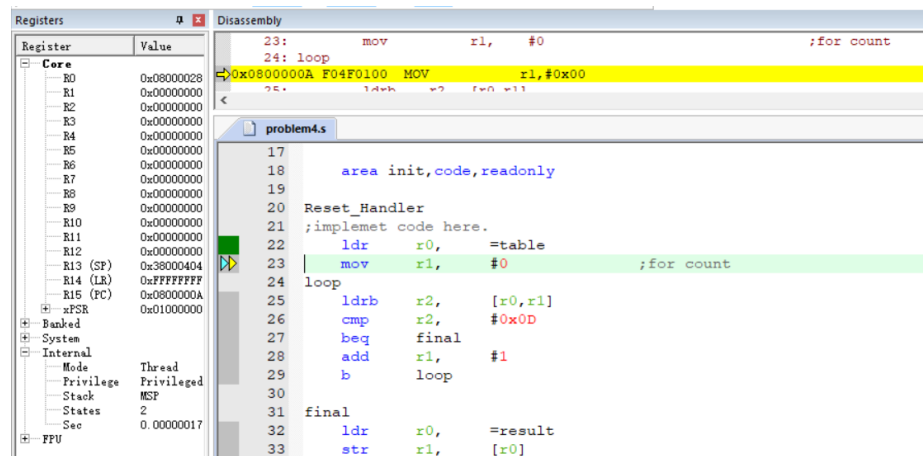 Registers
Register Value
Core
R0 0x08000028
R1 0x00000000
R2 0x00000000
R3 0x00000000
R4 0x00000000
R5 0x00000000
R6 0x00000000
R7 0x00000000
R8 0x00000000
R9 0x00000000
R10 0x00000000
R11 0x00000000
R12 0x00000000
R13 (SP) 0x38000404
R14 (LR) 0xFFFFFFFF
R15 (PC) 0x0800000A
xPSR 0x01000000
Banked
System
Internal
Mode Thread
Privilege Privileged
Stack MSP
States 2
Sec 0.00000017
FPU
Disassembly
23: mov r1, #0 ;for count
24: loop
0x0800000A F04F0100 MOV r1,#0x00
25: ldrb r2, [r0,r1]
problem4.s
17
18 area init,code,readonly
19
20 Reset_Handler
21 ;implemet code here.
22 ldr r0, =table
23 mov r1, #0 ;for count
24 loop
25 ldrb r2, [r0,r1]
26 cmp r2, #0x0D
27 beq final
28 add r1, #1
29 b loop
30
31 final
32 ldr r0, =result
33 str r1, [r0]